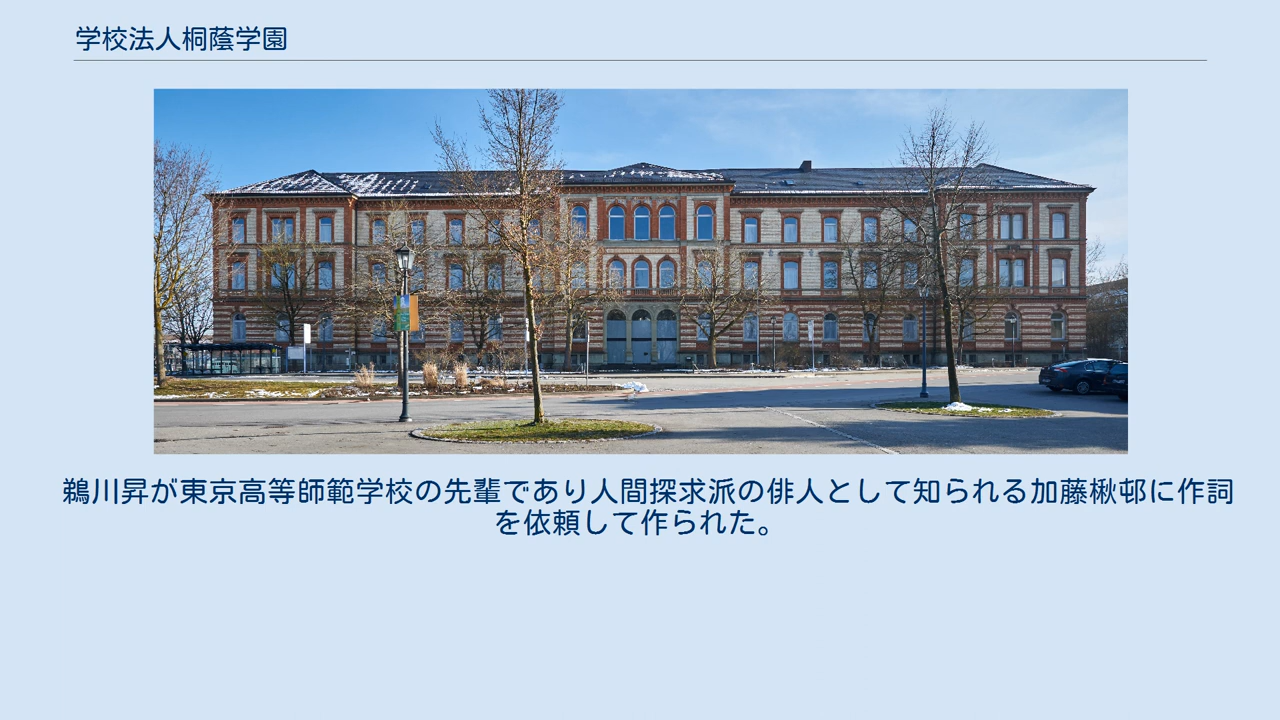 学校法人桐蔭学園
鵜川昇が東京高等師範学校の先輩であり人間探求派の俳人として知られる加藤楸邨に作詞
を依頼して作られた。